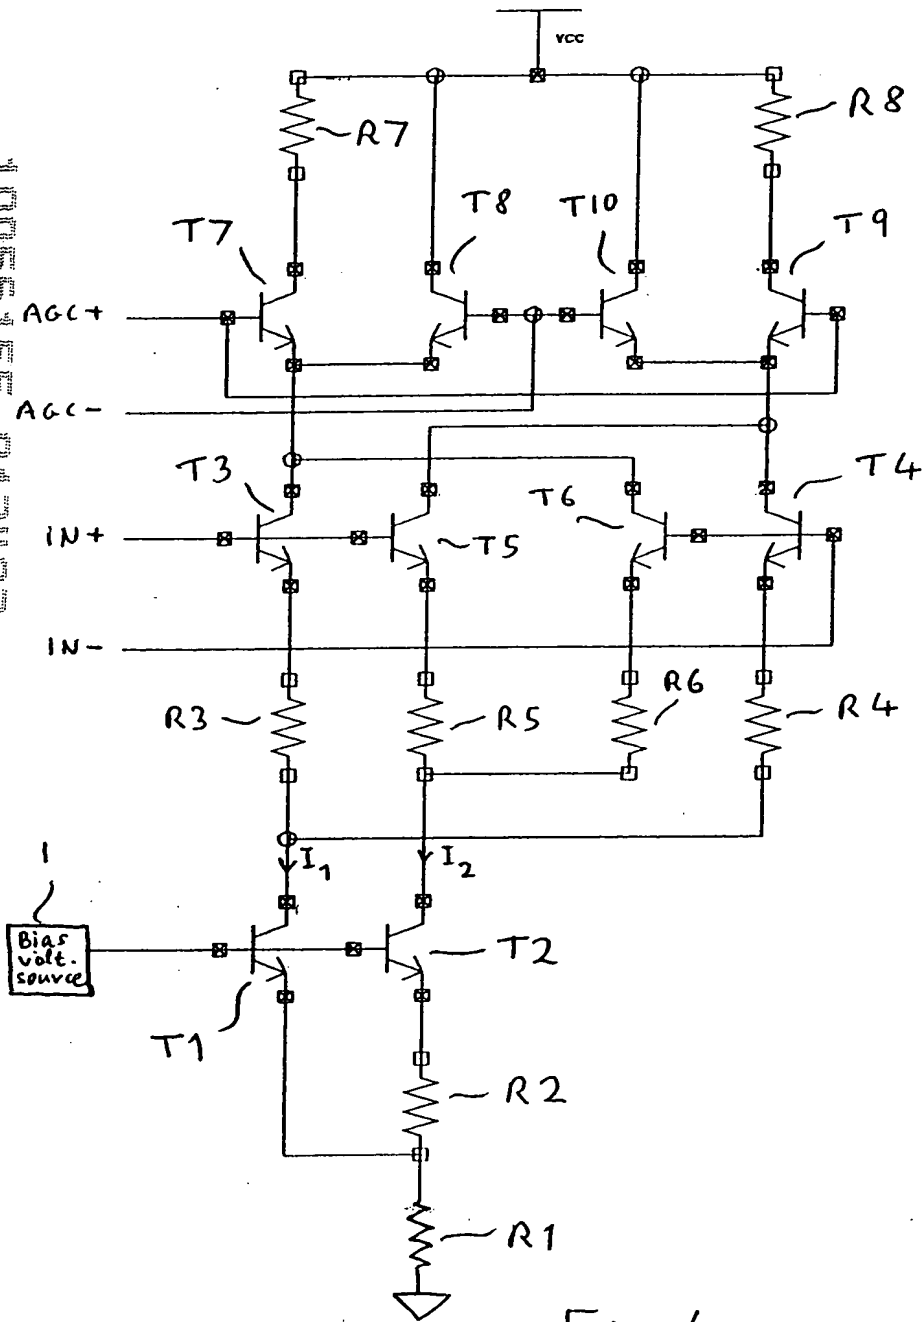 VCC
R7
R8
T7
T8
T10
T9
AGC+
AGC-
T3
T6
T4
IN+
T5
IN-
R3
R5
R6
R4
1
I1
I2
Bias
volt.
source
T2
T1
R2
R1